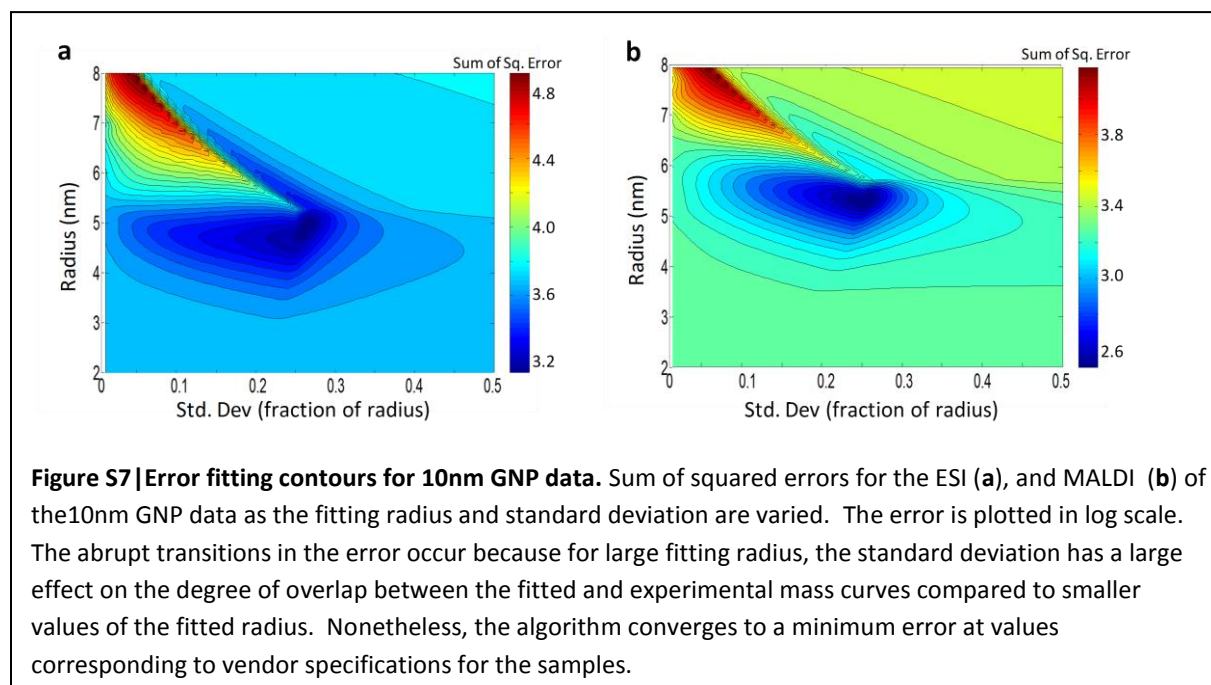 a
Sum of Sq. Error
8
7
6
5
4
3
2
Radius (nm)
0
0.1
0.2
0.3
0.4
0.5
Std. Dev (fraction of radius)
4.8
4.4
4.0
3.6
3.2
b
Sum of Sq. Error
8
7
6
5
4
3
2
Radius (nm)
0
0.1
0.2
0.3
0.4
0.5
Std. Dev (fraction of radius)
3.8
3.4
3.0
2.6
Figure S7|Error fitting contours for 10nm GNP data. Sum of squared errors for the ESI (a), and MALDI (b) of
the10nm GNP data as the fitting radius and standard deviation are varied. The error is plotted in log scale.
The abrupt transitions in the error occur because for large fitting radius, the standard deviation has a large
effect on the degree of overlap between the fitted and experimental mass curves compared to smaller
values of the fitted radius. Nonetheless, the algorithm converges to a minimum error at values
corresponding to vendor specifications for the samples.